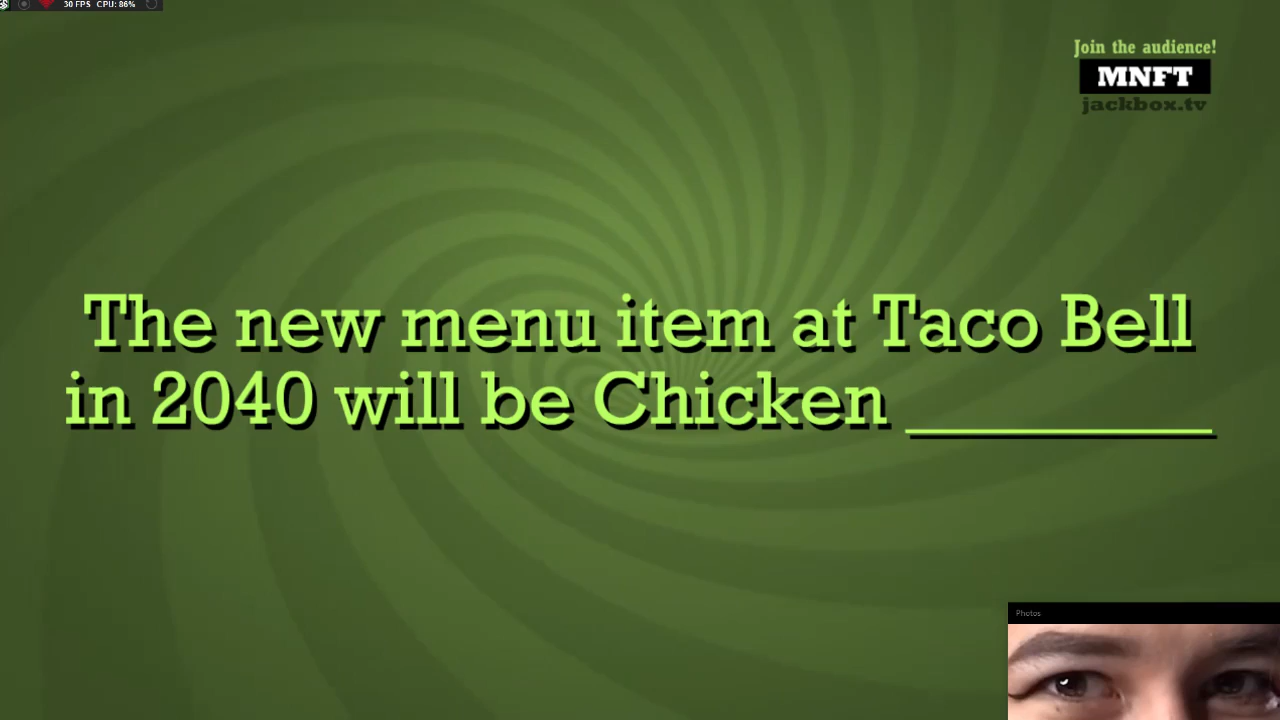 30 FPS CPU: 86%
Join the audience!
MNFT
jackbox.tv
The new menu item at Taco Bell
in 2040 will be Chicken __________
Photos